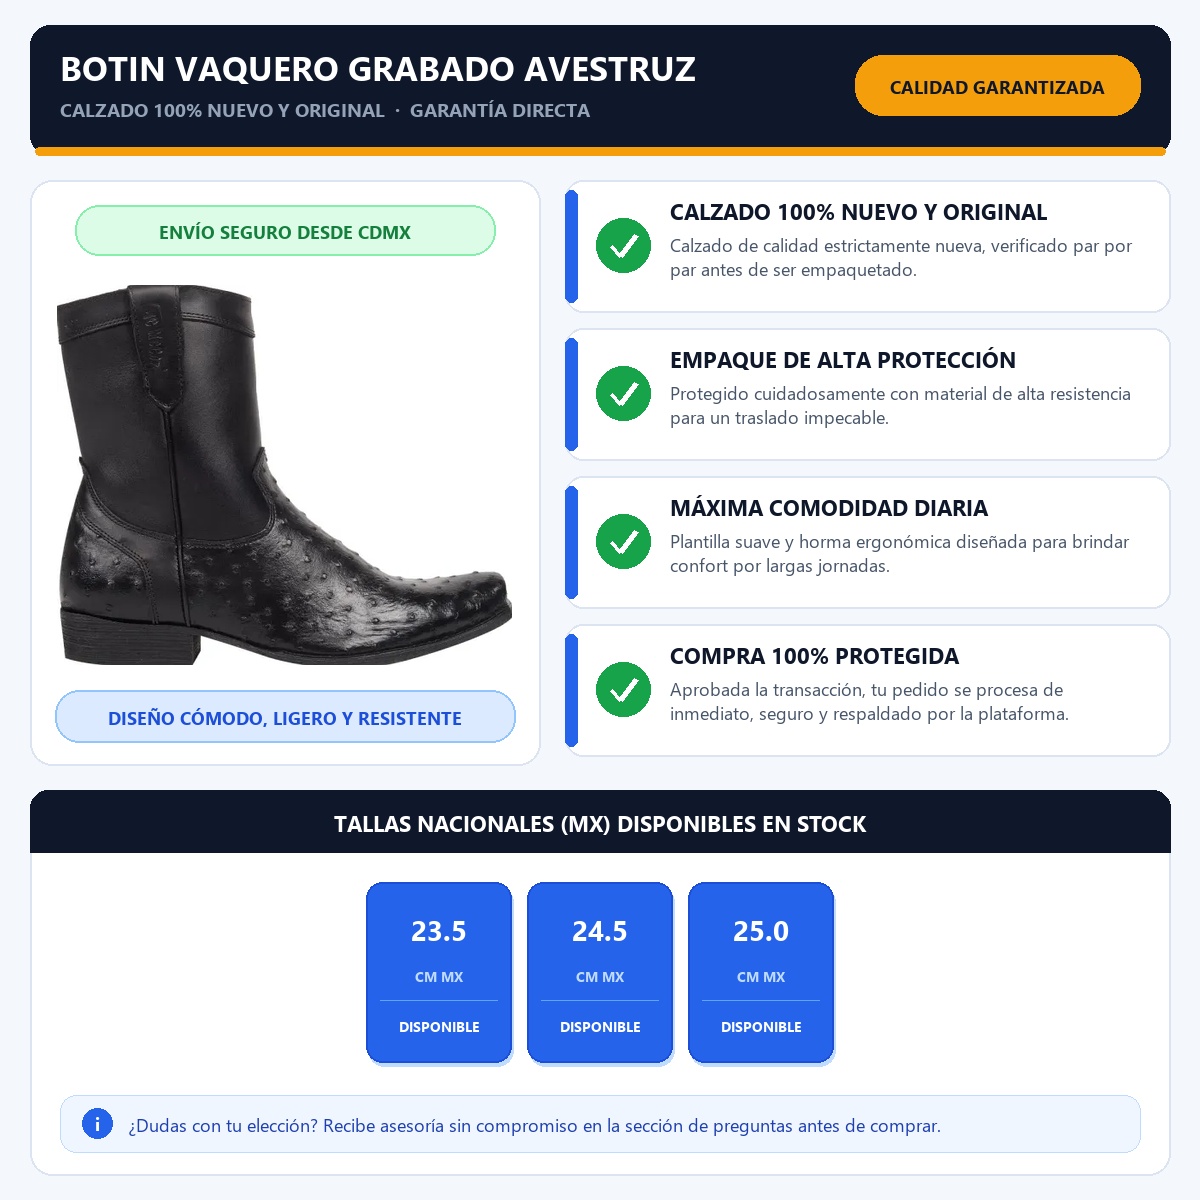 BOTIN VAQUERO GRABADO AVESTRUZ
CALZADO 100% NUEVO Y ORIGINAL · GARANTÍA DIRECTA
CALIDAD GARANTIZADA
ENVÍO SEGURO DESDE CDMX
DISEÑO CÓMODO, LIGERO Y RESISTENTE
CALZADO 100% NUEVO Y ORIGINAL
Calzado de calidad estrictamente nueva, verificado par por
par antes de ser empaquetado.
EMPAQUE DE ALTA PROTECCIÓN
Protegido cuidadosamente con material de alta resistencia
para un traslado impecable.
MÁXIMA COMODIDAD DIARIA
Plantilla suave y horma ergonómica diseñada para brindar
confort por largas jornadas.
COMPRA 100% PROTEGIDA
Aprobada la transacción, tu pedido se procesa de
inmediato, seguro y respaldado por la plataforma.
TALLAS NACIONALES (MX) DISPONIBLES EN STOCK
23.5
CM MX
DISPONIBLE
24.5
CM MX
DISPONIBLE
25.0
CM MX
DISPONIBLE
¿Dudas con tu elección? Recibe asesoría sin compromiso en la sección de preguntas antes de comprar.